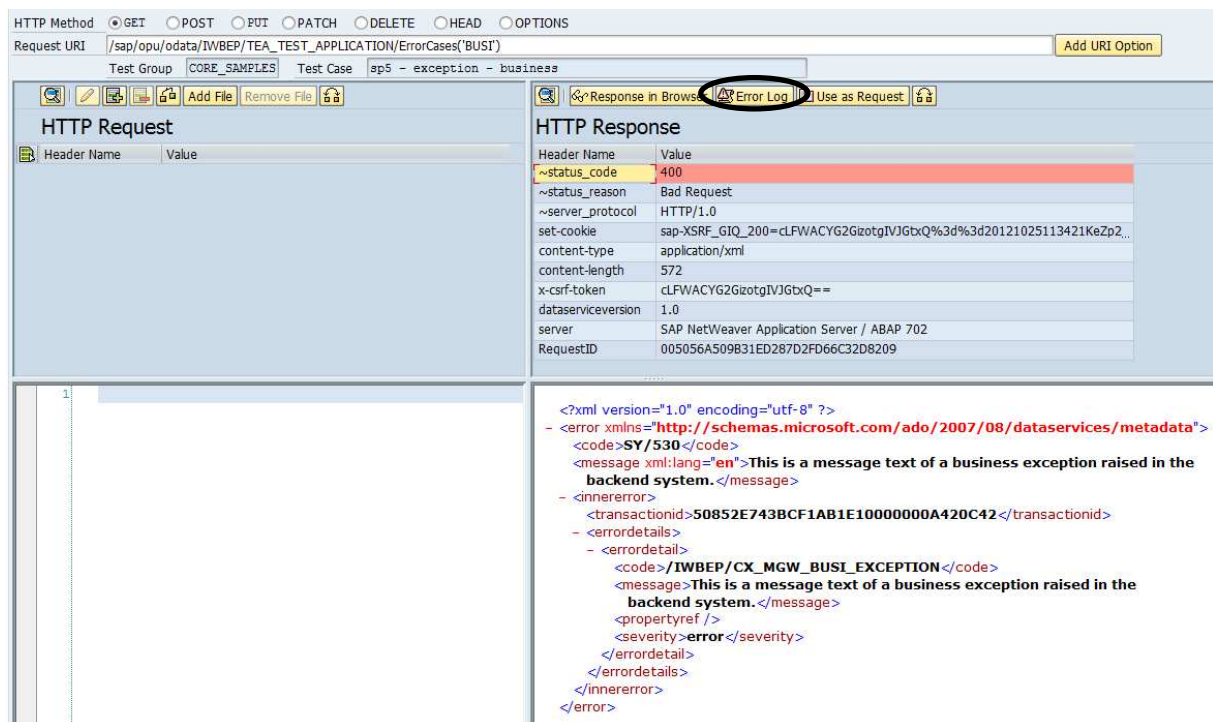 HTTP Method GET POST PUT PATCH DELETE HEAD OPTIONS
Request URI /sap/opu/odata/IWBEP/TEA_TEST_APPLICATION/ErrorCases('BUSI') Add URI Option
Test Group CORE_SAMPLES Test Case sp5 - exception - business
Add File Remove File
Response in Browser Error Log Use as Request
HTTP Request
HTTP Response
Header Name Value
Header Name Value
~status_code 400
~status_reason Bad Request
~server_protocol HTTP/1.0
set-cookie sap-XSRF_GIQ_200=cLFWACYG2GizotgIVJGtxQ%3d%3d20121025113421KeZp2...
content-type application/xml
content-length 572
x-csrf-token cLFWACYG2GizotgIVJGtxQ==
dataserviceversion 1.0
server SAP NetWeaver Application Server / ABAP 702
RequestID 005056A509B31ED287D2FD66C32D8209
1
<?xml version="1.0" encoding="utf-8" ?>
- <error xmlns="http://schemas.microsoft.com/ado/2007/08/dataservices/metadata">
<code>SY/530</code>
<message xml:lang="en">This is a message text of a business exception raised in the
backend system.</message>
- <innererror>
<transactionid>50852E743BCF1AB1E10000000A420C42</transactionid>
- <errordetails>
- <errordetail>
<code>/IWBEP/CX_MGW_BUSI_EXCEPTION</code>
<message>This is a message text of a business exception raised in the
backend system.</message>
<propertyref />
<severity>error</severity>
</errordetail>
</errordetails>
</innererror>
</error>